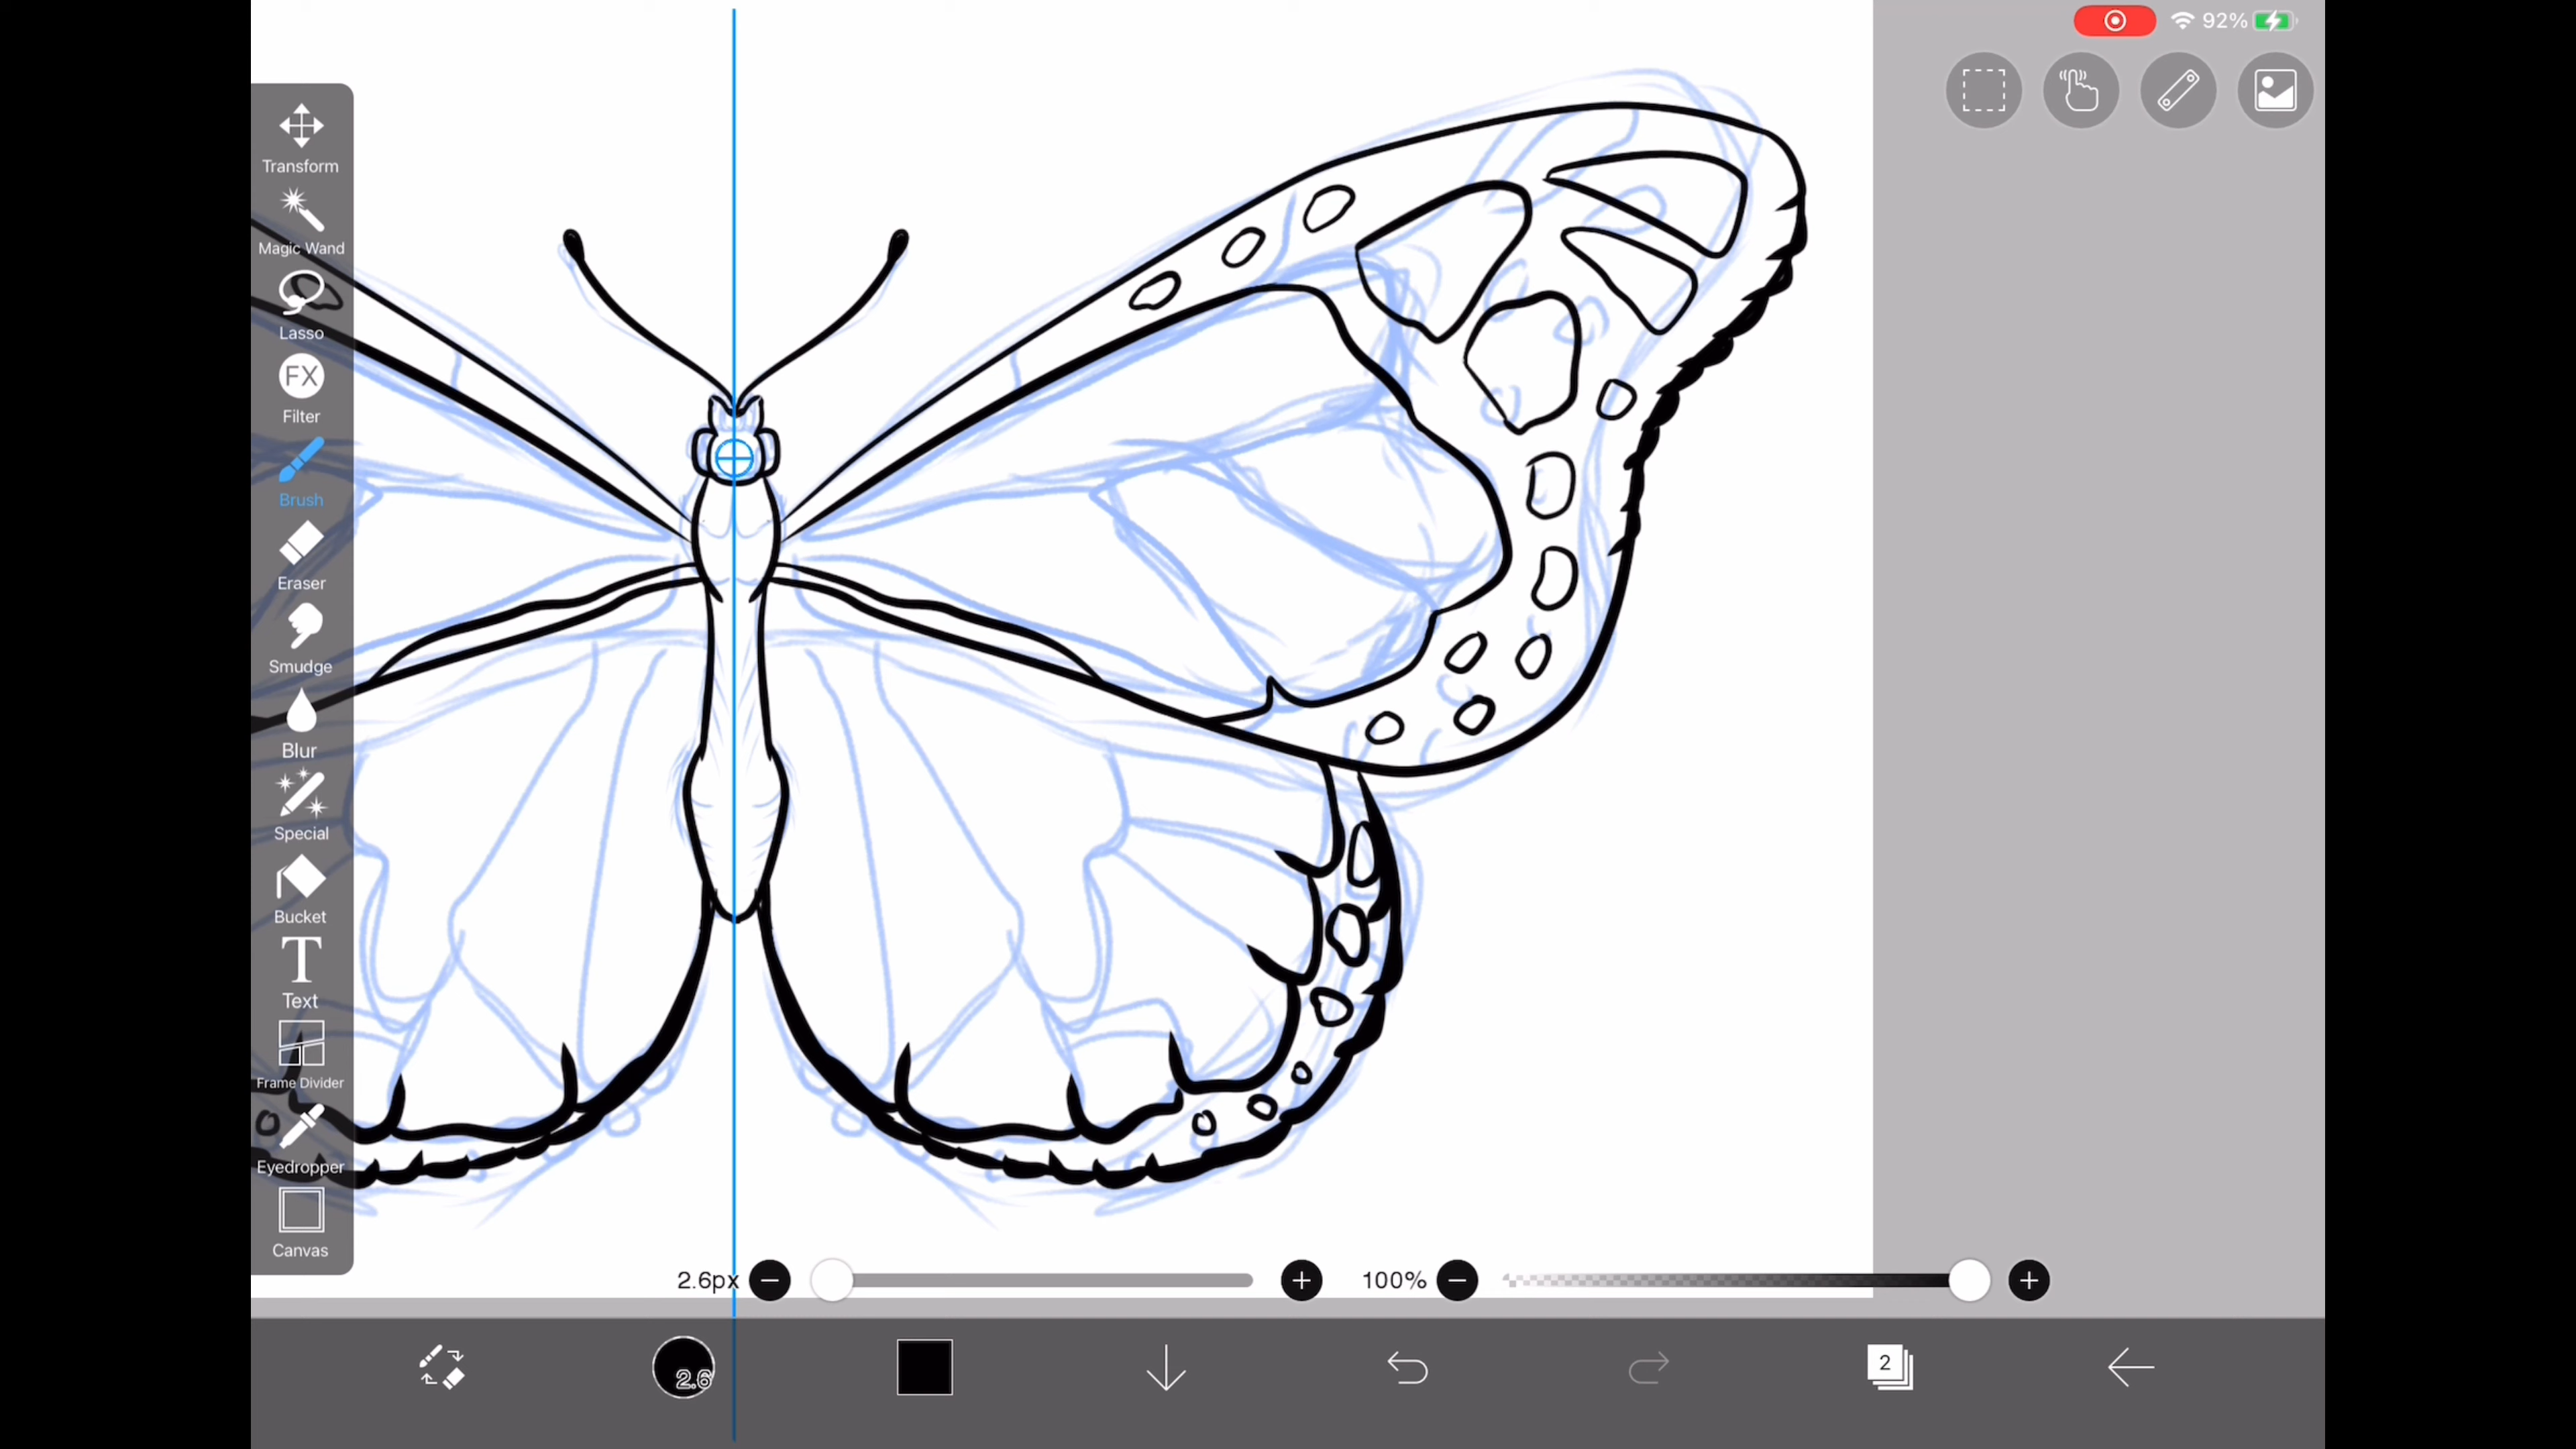 92%
Transform
Magic Wand
Lasso
FX
Filter
Brush
Eraser
Smudge
Blur
Special
Bucket
T
Text
Frame Divider
Eyedropper
Canvas
2.6px
100%
2.6
2